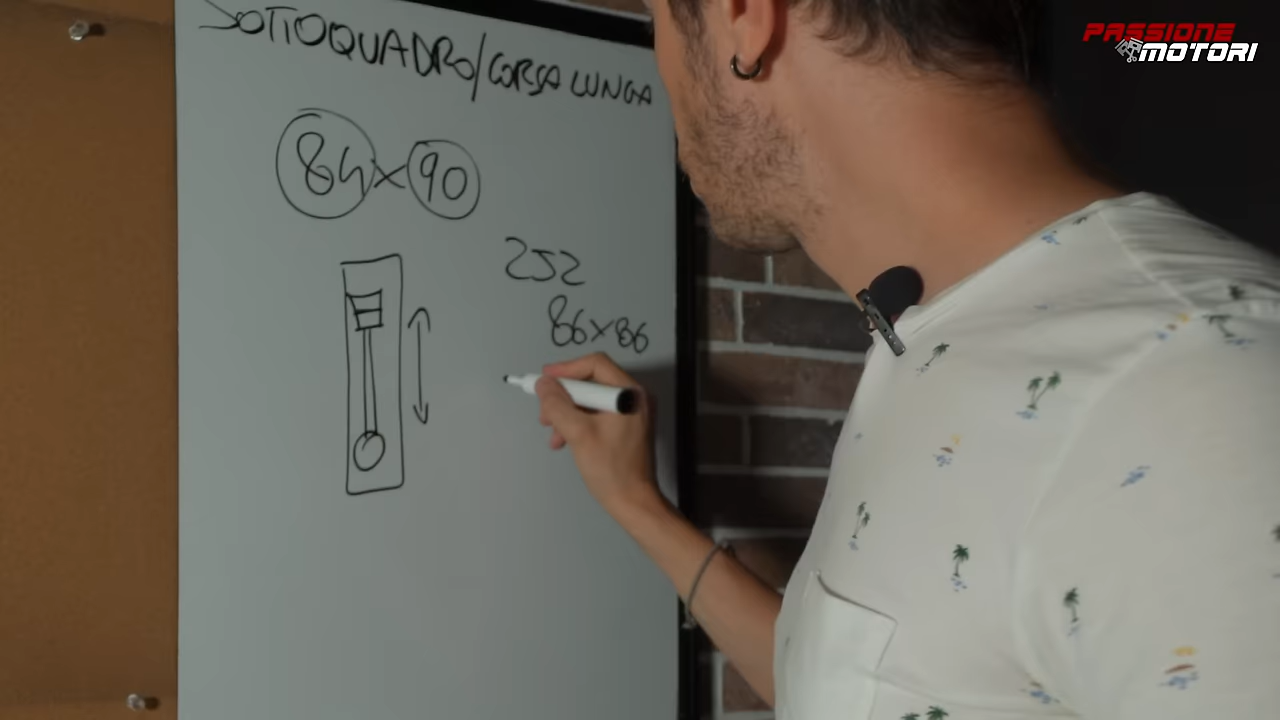 SOTTOQUADRO/CORSA LUNGA
84x90
252
86x86
PASSIONE
MOTORI